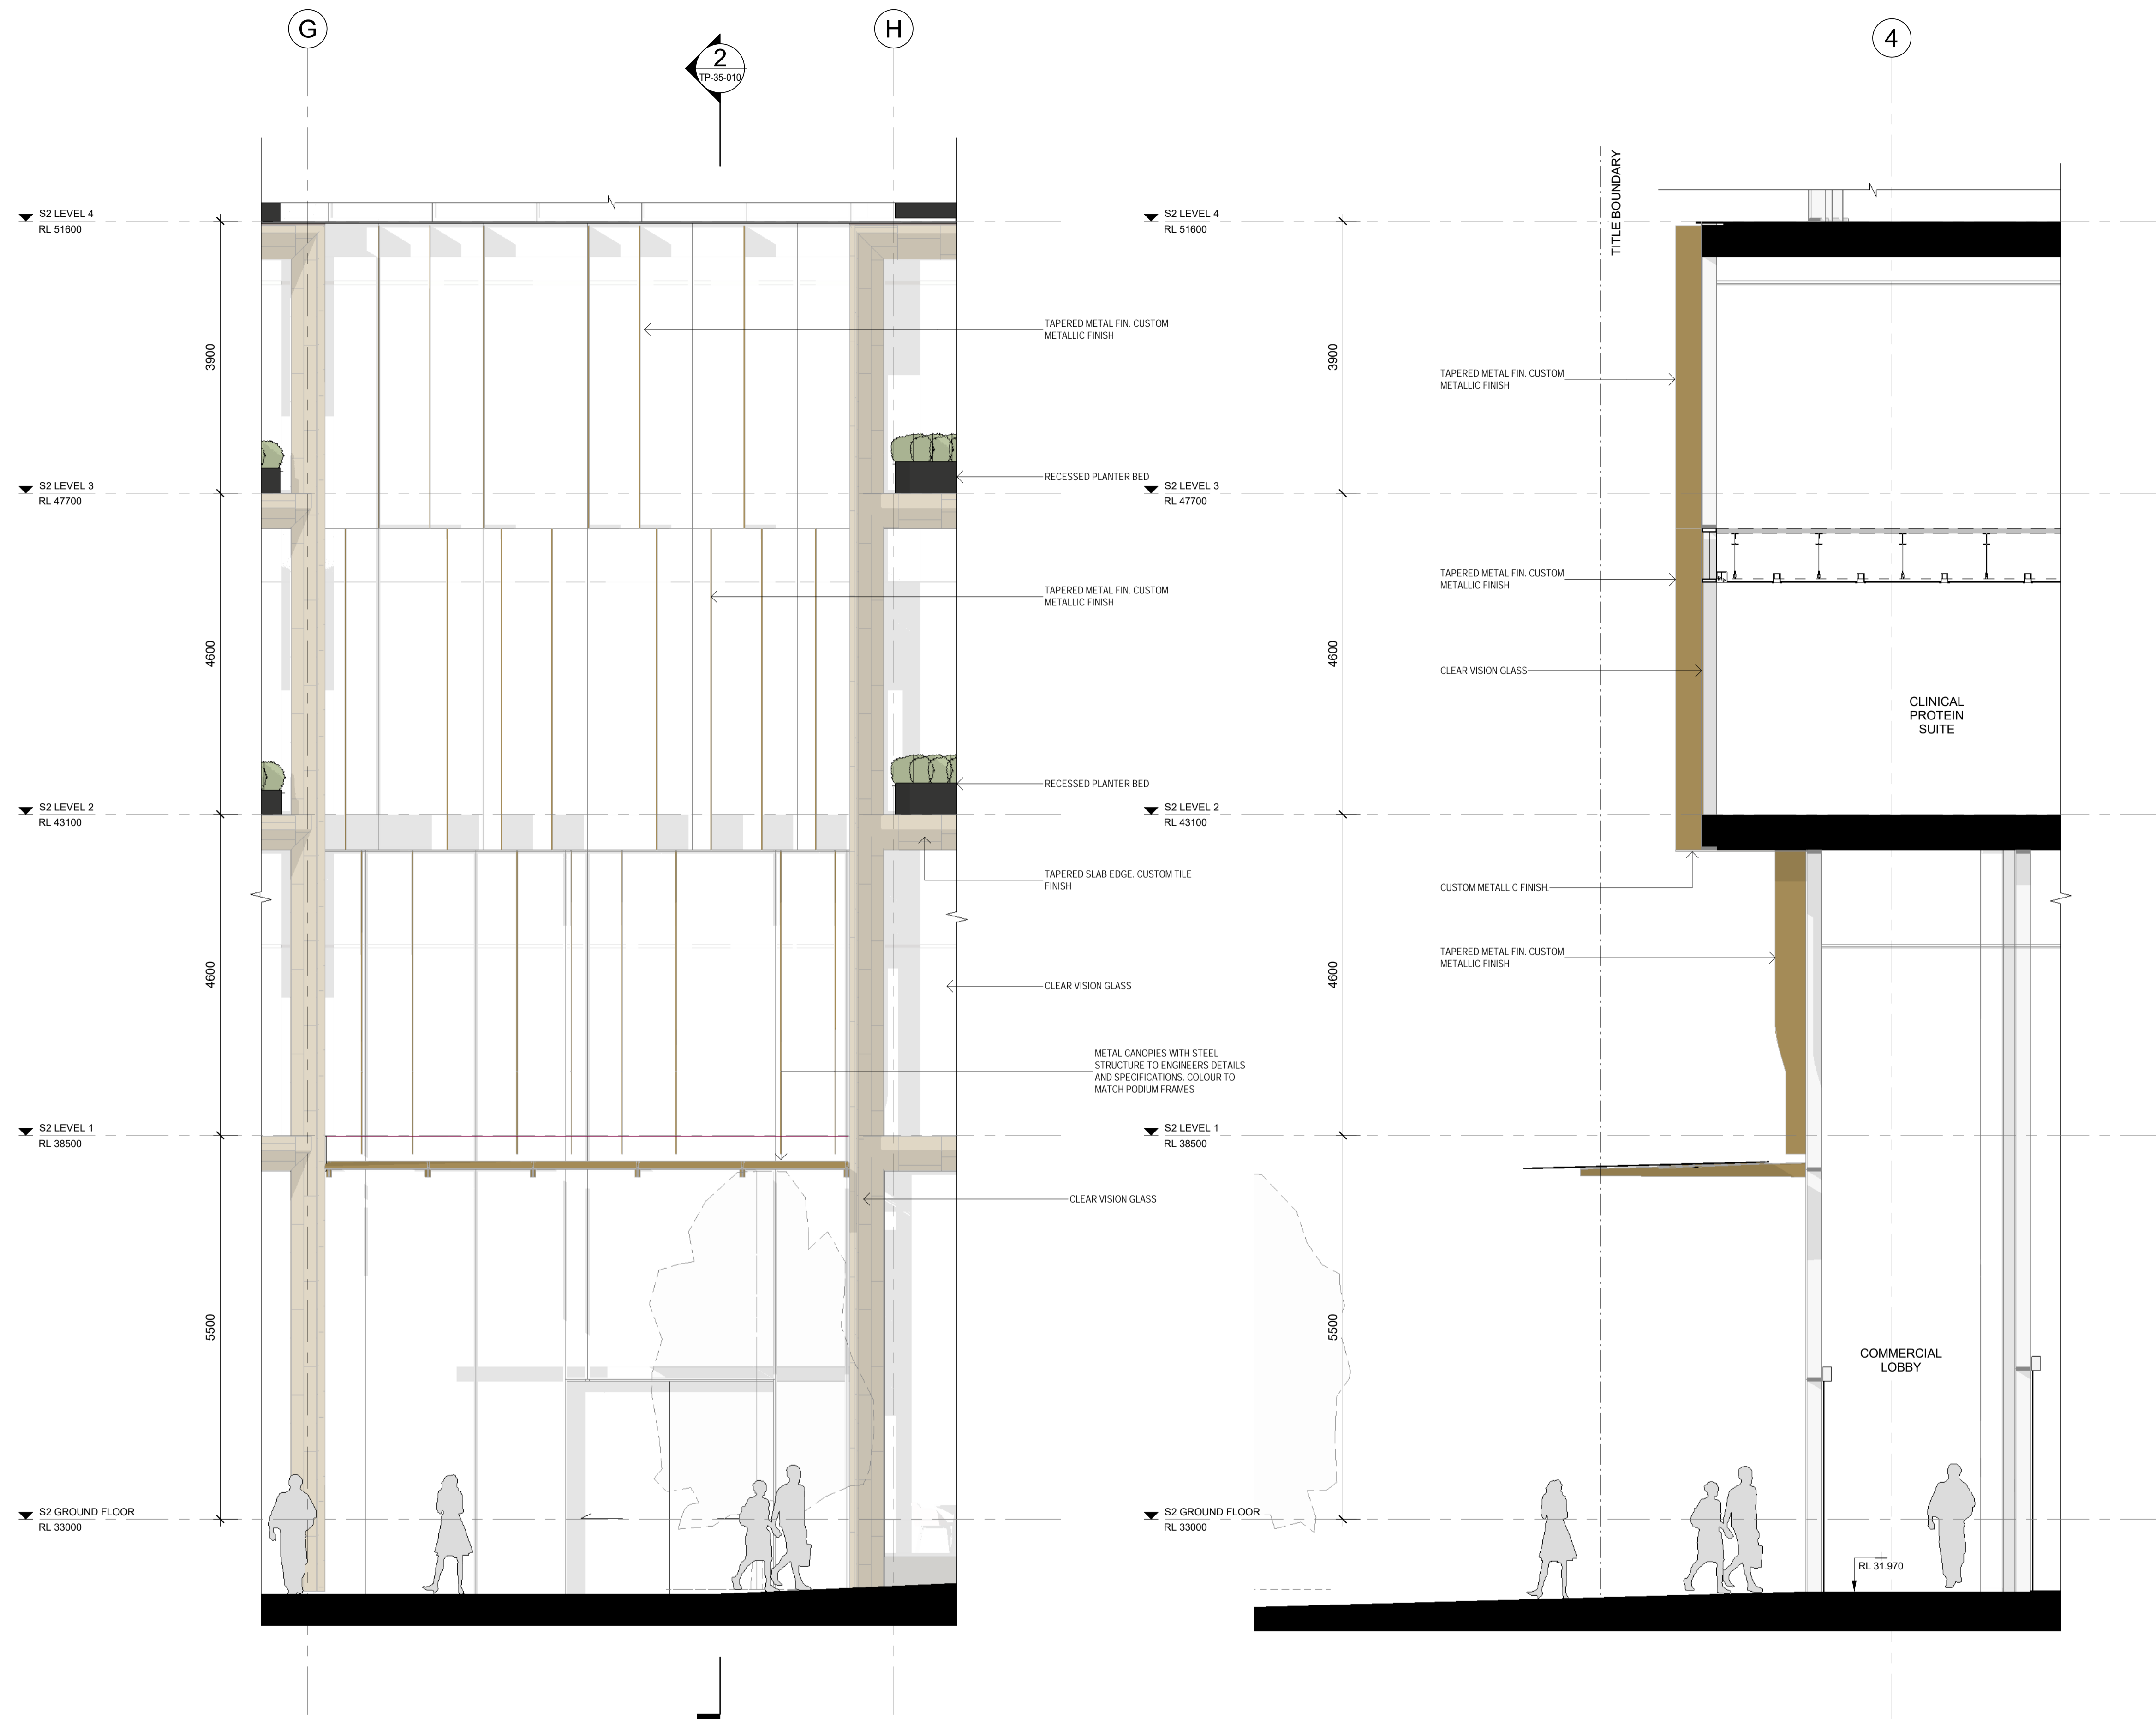 G
H
2
TP-35-010
S2 LEVEL 4
RL 51600
3900
TAPERED METAL FIN. CUSTOM
METALLIC FINISH
RECESSED PLANTER BED
S2 LEVEL 3
RL 47700
TAPERED METAL FIN. CUSTOM
METALLIC FINISH
4600
RECESSED PLANTER BED
S2 LEVEL 2
RL 43100
TAPERED SLAB EDGE. CUSTOM TILE
FINISH
4600
CLEAR VISION GLASS
METAL CANOPIES WITH STEEL
STRUCTURE TO ENGINEERS DETAILS
AND SPECIFICATIONS. COLOUR TO
MATCH PODIUM FRAMES
S2 LEVEL 1
RL 38500
CLEAR VISION GLASS
5500
S2 GROUND FLOOR
RL 33000
4
TITLE BOUNDARY
S2 LEVEL 4
RL 51600
3900
TAPERED METAL FIN. CUSTOM
METALLIC FINISH
S2 LEVEL 3
RL 47700
TAPERED METAL FIN. CUSTOM
METALLIC FINISH
4600
CLEAR VISION GLASS
CLINICAL
PROTEIN
SUITE
S2 LEVEL 2
RL 43100
CUSTOM METALLIC FINISH.
TAPERED METAL FIN. CUSTOM
METALLIC FINISH
4600
S2 LEVEL 1
RL 38500
5500
COMMERCIAL
LOBBY
S2 GROUND FLOOR
RL 33000
RL 31.970